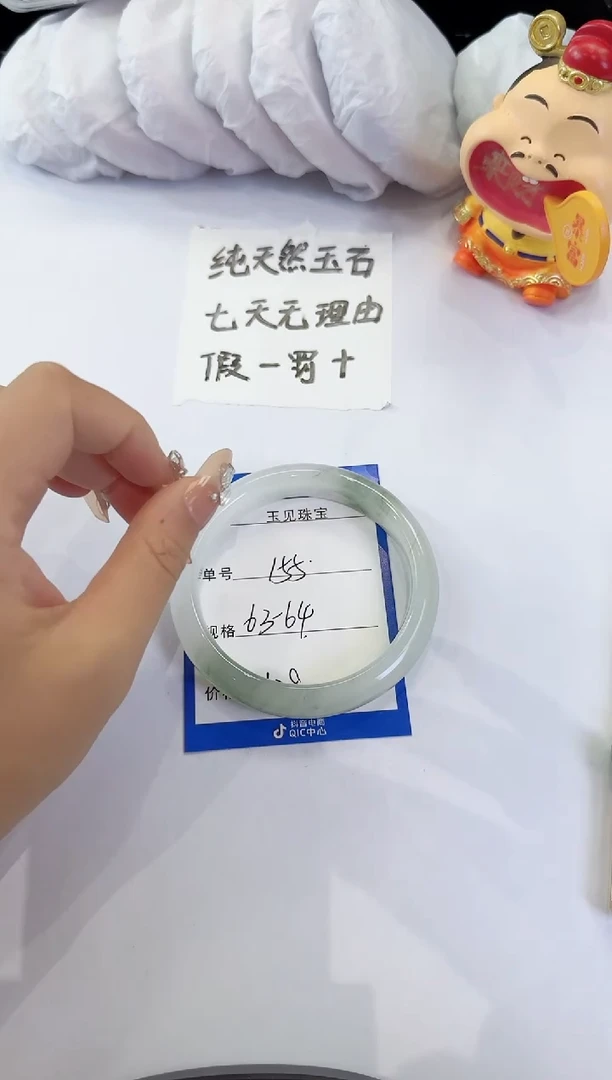 纯天然玉石
七天无理由
假一罚十
玉见珠宝
单号 155
规格 63-64
抖音电商
QIC中心